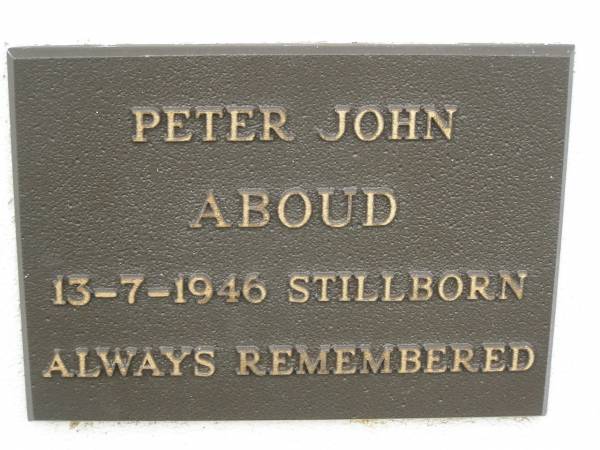 PETER JOHN
ABOUD
13-7-1946 STILLBORN
ALWAYS REMEMBERED